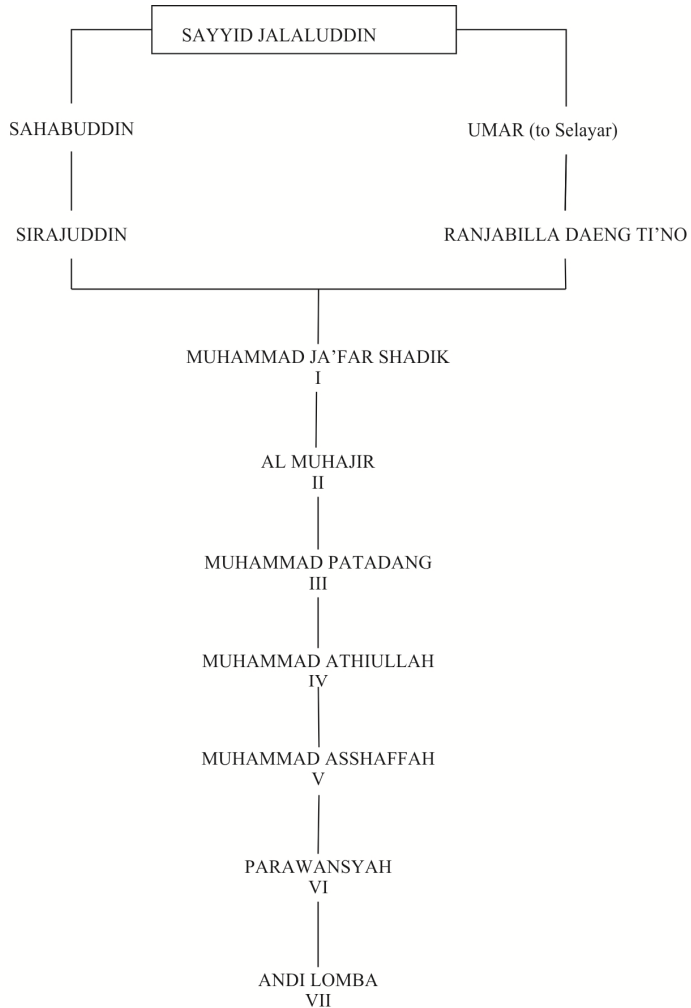 SAYYID JALALUDDIN
SAHABUDDIN
UMAR (to Selayar)
SIRAJUDDIN
RANJABILLA DAENG TI’NO
MUHAMMAD JA’FAR SHADIK
I
AL MUHAJIR
II
MUHAMMAD PATADANG
III
MUHAMMAD ATHIULLAH
IV
MUHAMMAD ASSHAFFAH
V
PARAWANSYAH
VI
ANDI LOMBA
VII